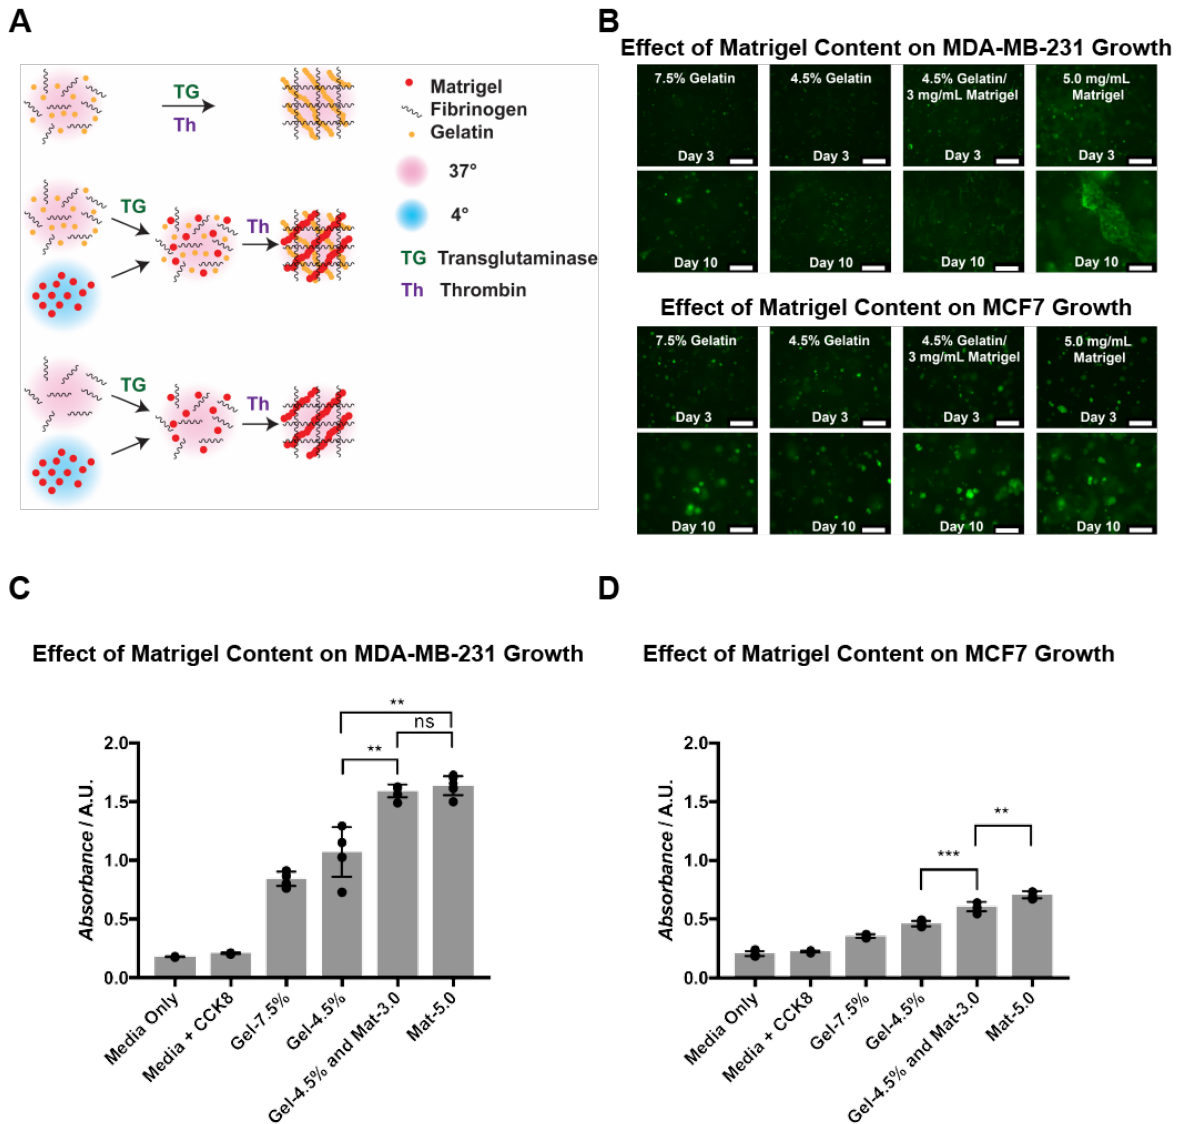 A
TG
Th
Matrigel
Fibrinogen
Gelatin
37°
4°
TG Transglutaminase
Th Thrombin
TG
Th
TG
Th
B
Effect of Matrigel Content on MDA-MB-231 Growth
7.5% Gelatin
4.5% Gelatin
4.5% Gelatin/
3 mg/mL Matrigel
5.0 mg/mL
Matrigel
Day 3
Day 3
Day 3
Day 3
Day 10
Day 10
Day 10
Day 10
Effect of Matrigel Content on MCF7 Growth
7.5% Gelatin
4.5% Gelatin
4.5% Gelatin/
3 mg/mL Matrigel
5.0 mg/mL
Matrigel
Day 3
Day 3
Day 3
Day 3
Day 10
Day 10
Day 10
Day 10
C
Effect of Matrigel Content on MDA-MB-231 Growth
**
ns
**
2.0
1.5
1.0
0.5
0.0
Absorbance / A.U.
Media Only
Media + CCK8
Gel-7.5%
Gel-4.5%
Gel-4.5% and Mat-3.0
Mat-5.0
D
Effect of Matrigel Content on MCF7 Growth
**
***
2.0
1.5
1.0
0.5
0.0
Absorbance / A.U.
Media Only
Media + CCK8
Gel-7.5%
Gel-4.5%
Gel-4.5% and Mat-3.0
Mat-5.0